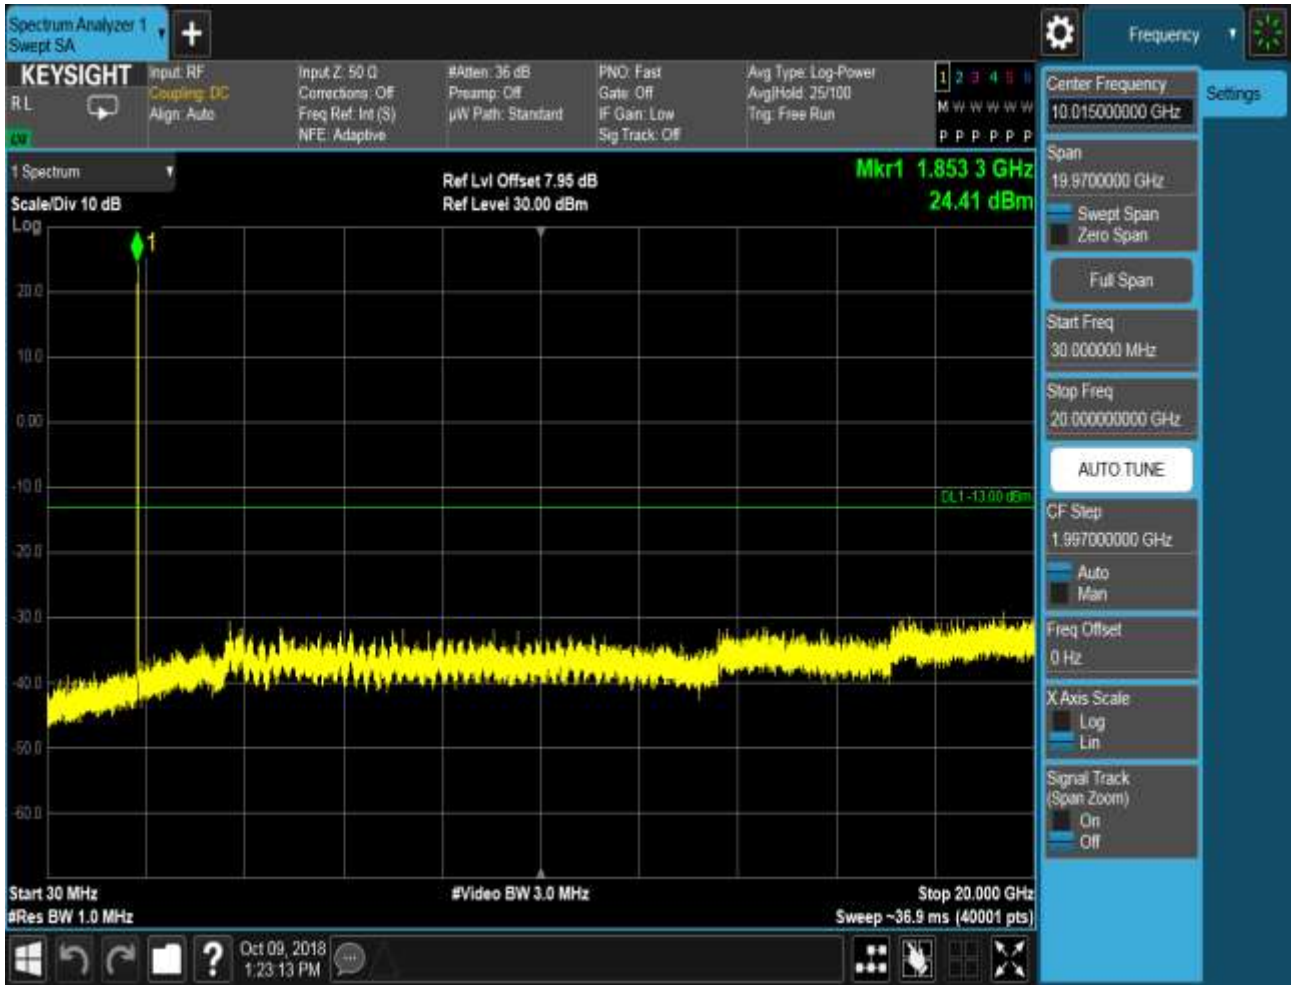 Spectrum Analyzer 1
Swept SA
Frequency
KEYSIGHT
RL
LW
Input: RF
Coupling: DC
Align: Auto
Input Z: 50 Ω
Corrections: Off
Freq Ref: Int (S)
NFE: Adaptive
#Atten: 36 dB
Preamp: Off
µW Path: Standard
PNO: Fast
Gate: Off
IF Gain: Low
Sig Track: Off
Avg Type: Log-Power
Avg|Hold: 25/100
Trig: Free Run
1 2 3 4 5 6
M W W W W W
P P P P P P
1 Spectrum
Scale/Div 10 dB
Log
Ref Lvl Offset 7.95 dB
Ref Level 30.00 dBm
Mkr1 1.853 3 GHz
24.41 dBm
1
20.0
10.0
0.00
-10.0
-20.0
-30.0
-40.0
-50.0
-60.0
DL1 -13.00 dBm
Start 30 MHz
#Res BW 1.0 MHz
#Video BW 3.0 MHz
Stop 20.000 GHz
Sweep ~36.9 ms (40001 pts)
Center Frequency
10.015000000 GHz
Settings
Span
19.9700000 GHz
Swept Span
Zero Span
Full Span
Start Freq
30.000000 MHz
Stop Freq
20.000000000 GHz
AUTO TUNE
CF Step
1.997000000 GHz
Auto
Man
Freq Offset
0 Hz
X Axis Scale
Log
Lin
Signal Track
(Span Zoom)
On
Off
?
Oct 09, 2018
1:23:13 PM